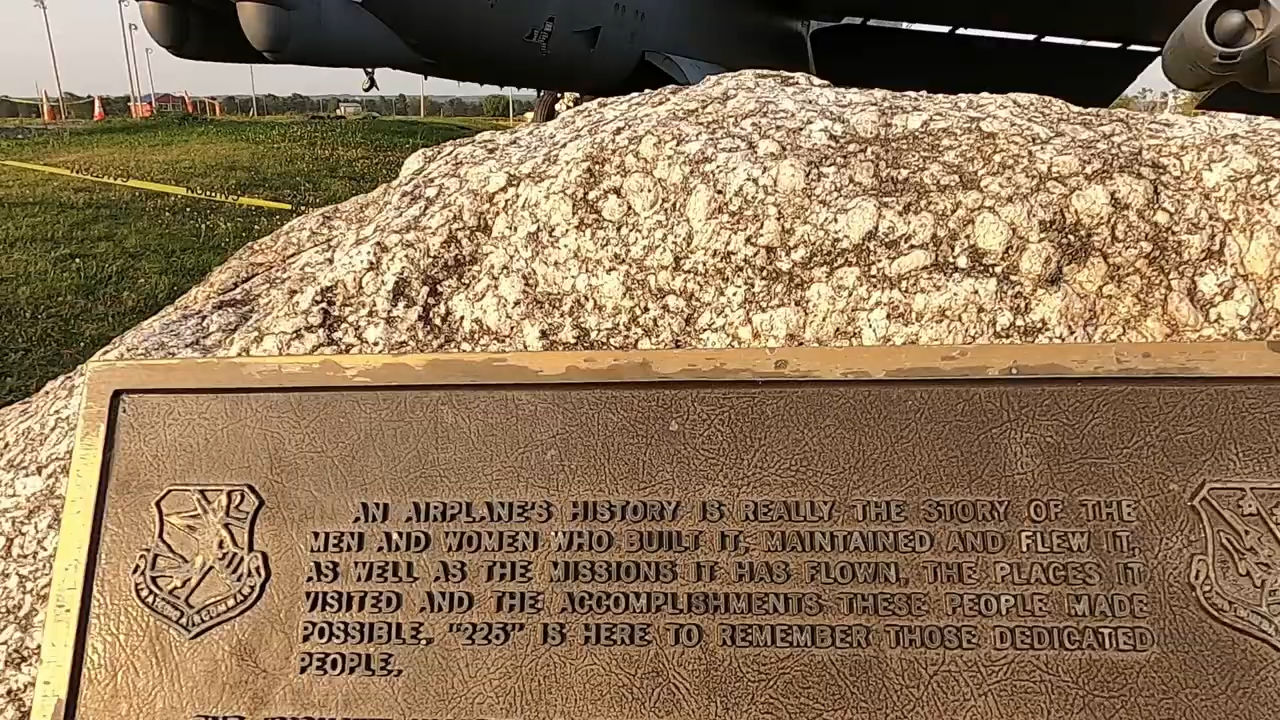 AN AIRPLANE'S HISTORY IS REALLY THE STORY OF THE
MEN AND WOMEN WHO BUILT IT, MAINTAINED AND FLEW IT,
AS WELL AS THE MISSIONS IT HAS FLOWN, THE PLACES IT
VISITED AND THE ACCOMPLISHMENTS THESE PEOPLE MADE
POSSIBLE, "225" IS HERE TO REMEMBER THOSE DEDICATED
PEOPLE,